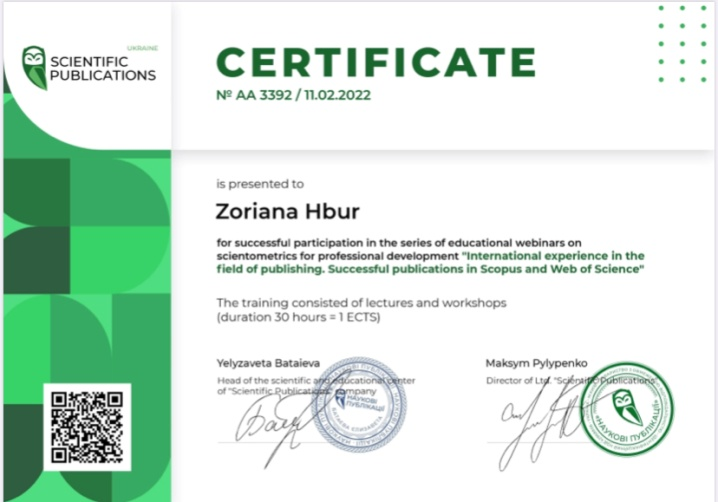 UKRAINE
SCIENTIFIC
PUBLICATIONS
CERTIFICATE
№ AA 3392 / 11.02.2022
is presented to
Zoriana Hbur
for successful participation in the series of educational webinars on
scientometrics for professional development "International experience in the
field of publishing. Successful publications in Scopus and Web of Science"
The training consisted of lectures and workshops
(duration 30 hours = 1 ECTS)
Yelyzaveta Bataieva
Head of the scientific and educational center
of "Scientific Publications" company
НАУКОВІ
ПУБЛІКАЦІЇ
Maksym Pylypenko
Director of Ltd. "Scientific Publications"
«НАУКОВІ ПУБЛІКАЦІЇ»